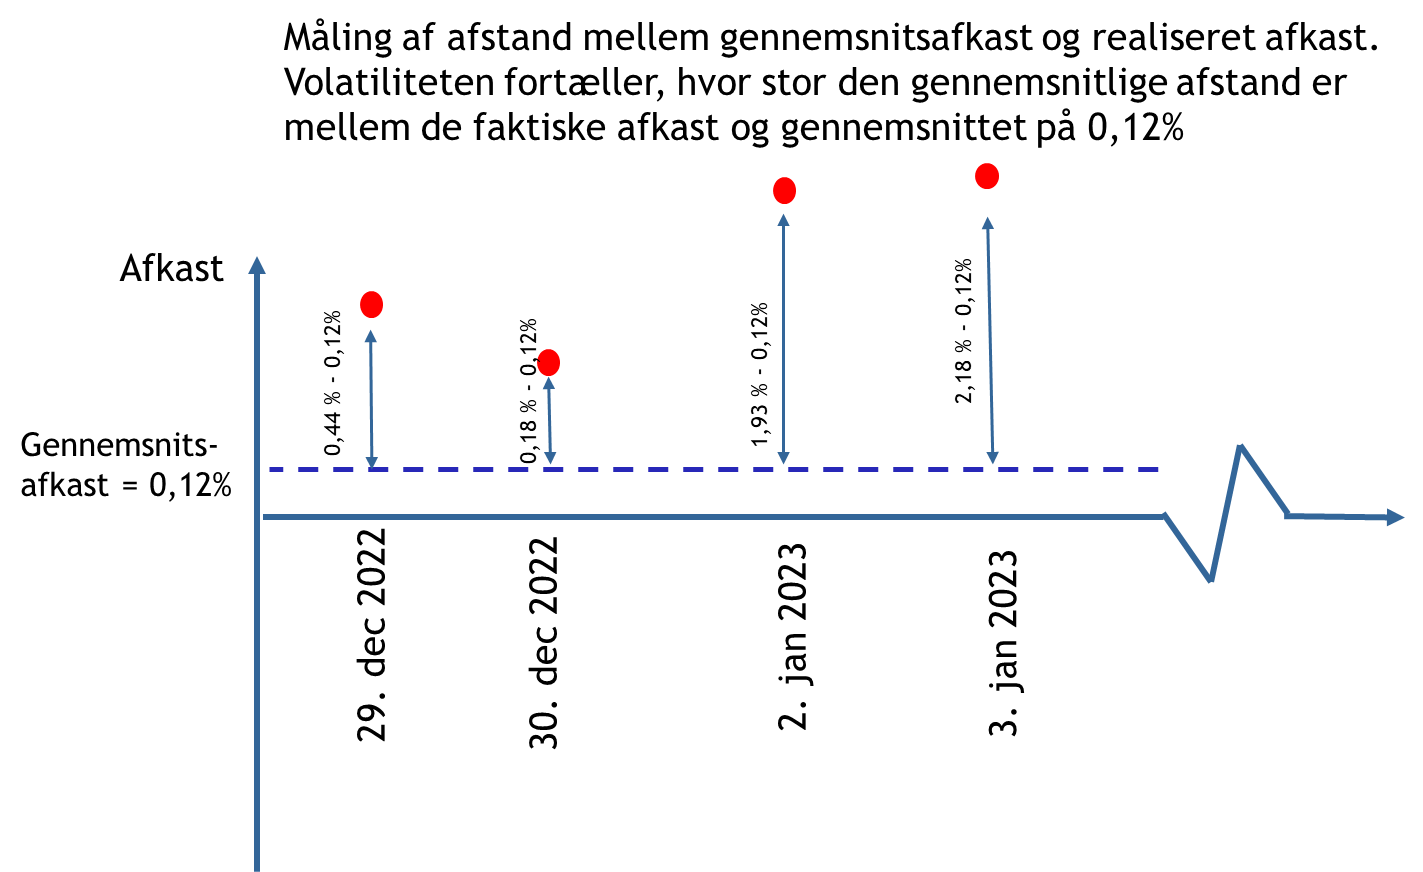 Måling af afstand mellem gennemsnitsafkast og realiseret afkast.
Volatiliteten fortæller, hvor stor den gennemsnitlige afstand er
mellem de faktiske afkast og gennemsnittet på 0,12%
Afkast
0,44 % - 0,12%
0,18 % - 0,12%
1,93 % - 0,12%
2,18 % - 0,12%
Gennemsnits-
afkast = 0,12%
29. dec 2022
30. dec 2022
2. jan 2023
3. jan 2023